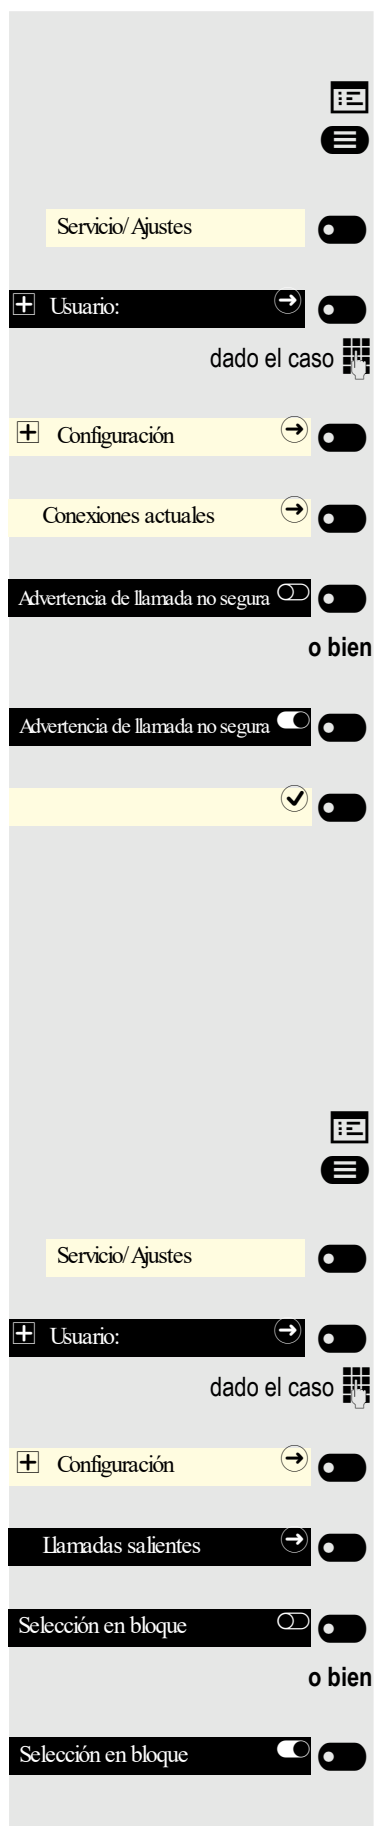 Servicio/Ajustes
Usuario:
dado el caso
Configuración
Conexiones actuales
Advertencia de llamada no segura
o bien
Advertencia de llamada no segura
Servicio/Ajustes
Usuario:
dado el caso
Configuración
Llamadas salientes
Selección en bloque
o bien
Selección en bloque